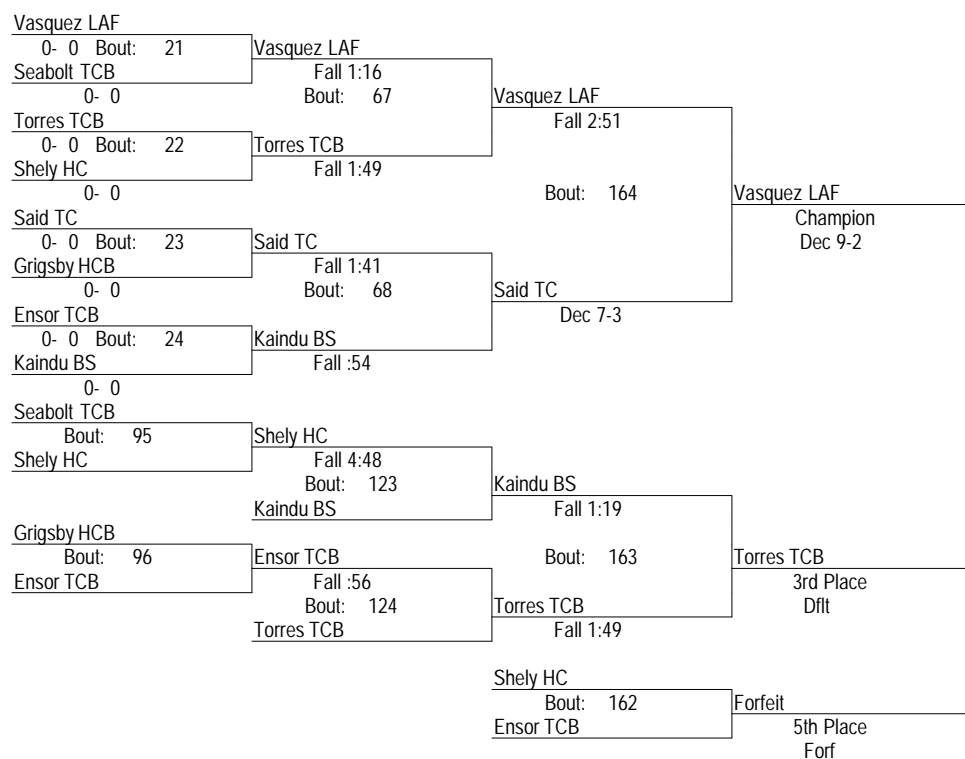 Vasquez LAF
0- 0 Bout: 21 Vasquez LAF
Seabolt TCB Fall 1:16
0- 0 Bout: 67 Vasquez LAF
Torres TCB Fall 2:51
0- 0 Bout: 22 Torres TCB
Shely HC Fall 1:49
0- 0 Bout: 164 Vasquez LAF
Said TC Champion
0- 0 Bout: 23 Said TC Dec 9-2
Grigsby HCB Fall 1:41
0- 0 Bout: 68 Said TC
Ensor TCB Dec 7-3
0- 0 Bout: 24 Kaindu BS
Kaindu BS Fall :54
0- 0
Seabolt TCB
Bout: 95 Shely HC
Shely HC Fall 4:48
Bout: 123 Kaindu BS
Kaindu BS Fall 1:19
Grigsby HCB
Bout: 96 Ensor TCB Bout: 163 Torres TCB
Ensor TCB Fall :56 3rd Place
Bout: 124 Torres TCB Dflt
Torres TCB Fall 1:49
Shely HC
Bout: 162 Forfeit
Ensor TCB 5th Place
Forf